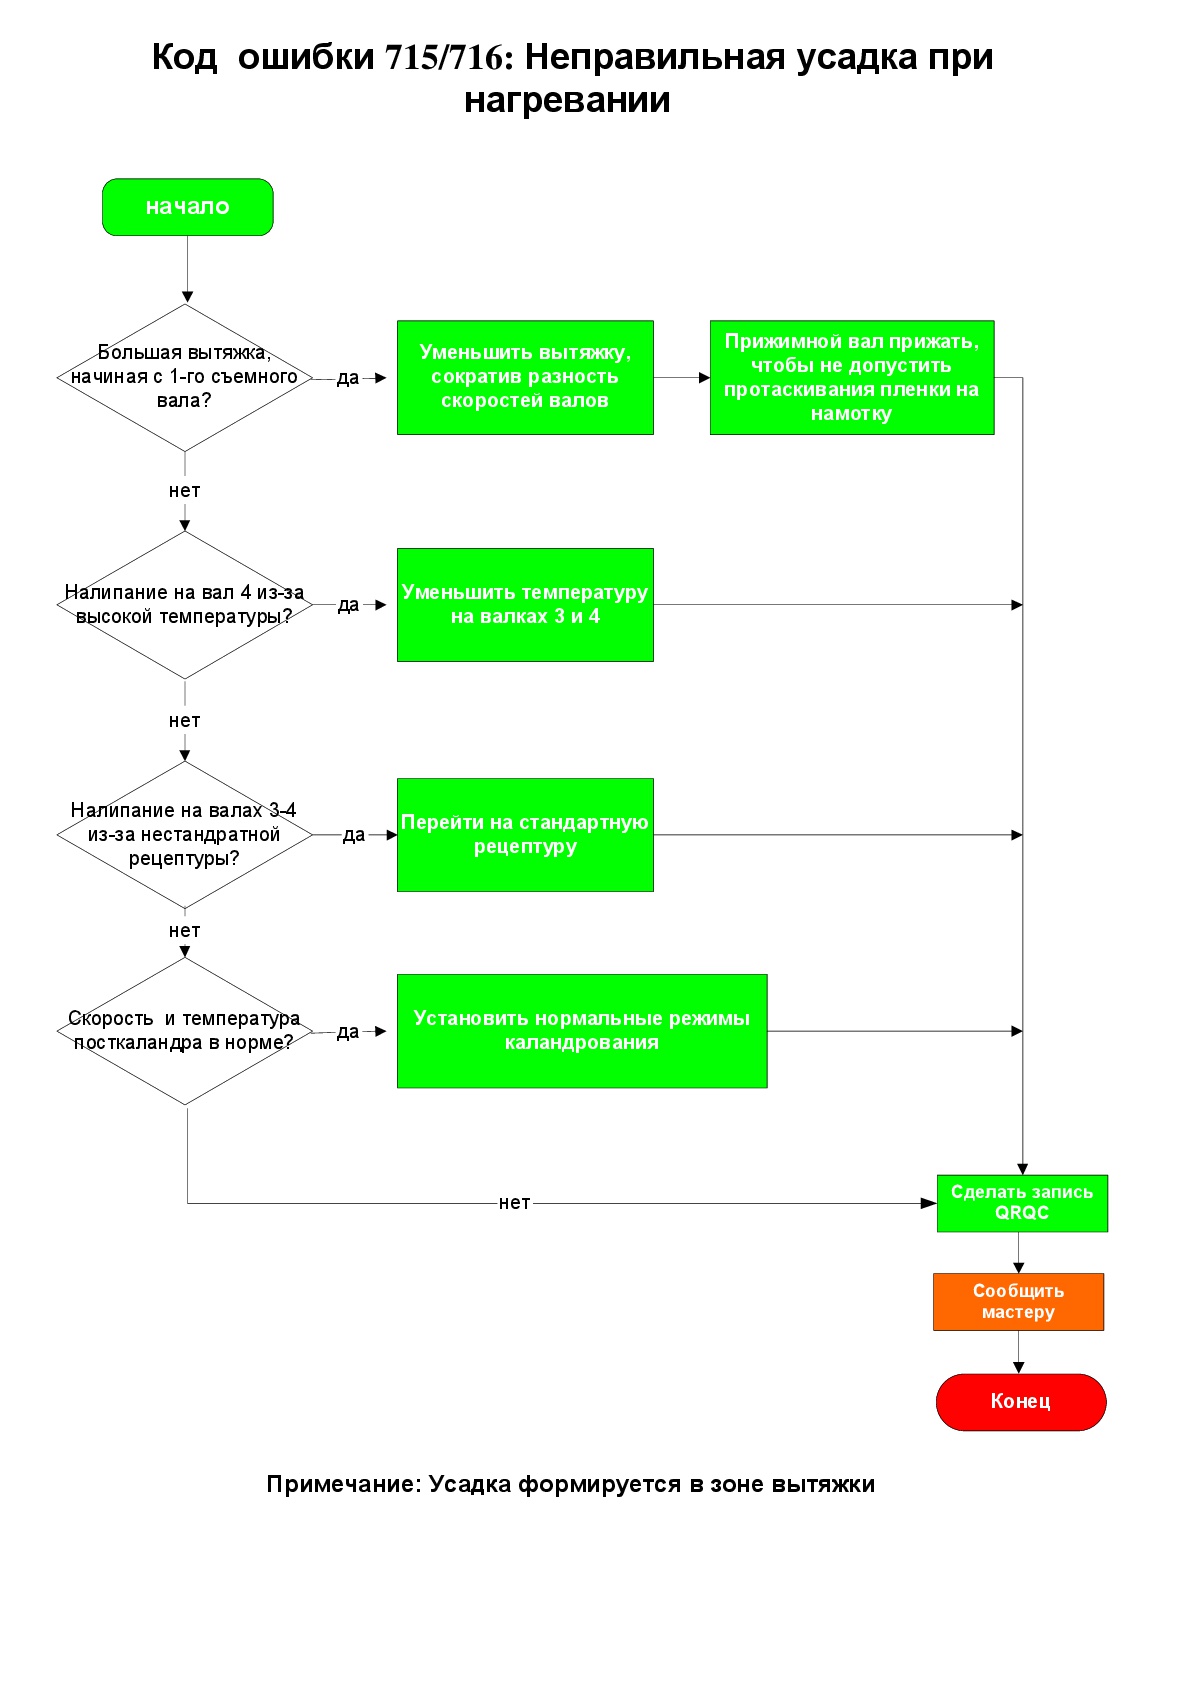 Код ошибки 715/716: Неправильная усадка при
нагревании
начало
Большая вытяжка,
начиная с 1-го съемного
вала?
да
Уменьшить вытяжку,
сократив разность
скоростей валов
Прижимной вал прижать,
чтобы не допустить
протаскивания пленки на
намотку
нет
Налипание на вал 4 из-за
высокой температуры?
да
Уменьшить температуру
на валках 3 и 4
нет
Налипание на валах 3-4
из-за нестандратной
рецептуры?
да
Перейти на стандартную
рецептуру
нет
Скорость и температура
посткаландра в норме?
да
Установить нормальные режимы
каландрования
нет
Сделать запись
QRQC
Сообщить
мастеру
Конец
Примечание: Усадка формируется в зоне вытяжки